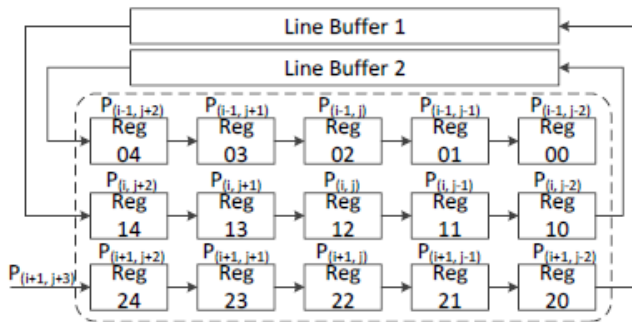 Line Buffer 1
Line Buffer 2
P(i-1, j+2) P(i-1, j+1) P(i-1, j) P(i-1, j-1) P(i-1, j-2)
Reg Reg Reg Reg Reg
04 03 02 01 00
P(i, j+2) P(i, j+1) P(i, j) P(i, j-1) P(i, j-2)
Reg Reg Reg Reg Reg
14 13 12 11 10
P(i+1, j+2) P(i+1, j+1) P(i+1, j) P(i+1, j-1) P(i+1, j-2)
P(i+1, j+3) Reg Reg Reg Reg Reg
24 23 22 21 20